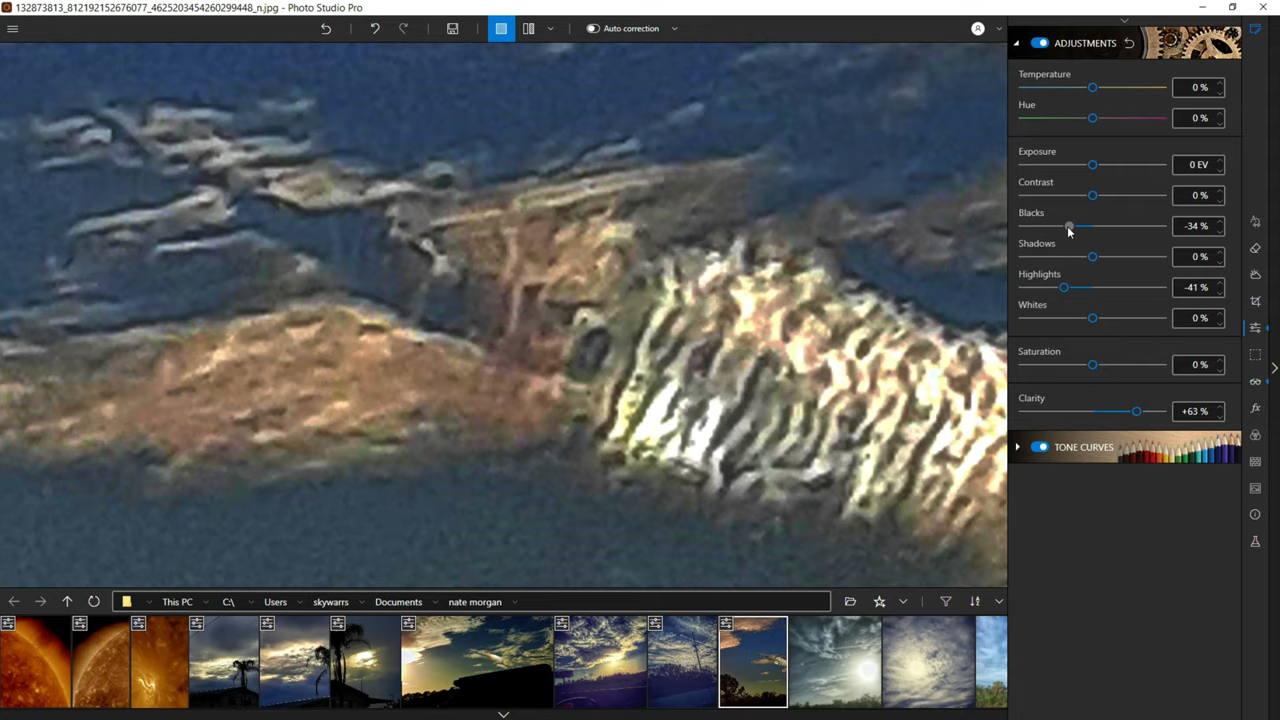 132873813_812192152676077_4625203454260299448_n.jpg - Photo Studio Pro
Auto correction
ADJUSTMENTS
Temperature
0 %
Hue
0 %
Exposure
0 EV
Contrast
0 %
Blacks
-34 %
Shadows
0 %
Highlights
-41 %
Whites
0 %
Saturation
0 %
Clarity
+63 %
TONE CURVES
This PC
C:\
Users
skywarrs
Documents
nate morgan